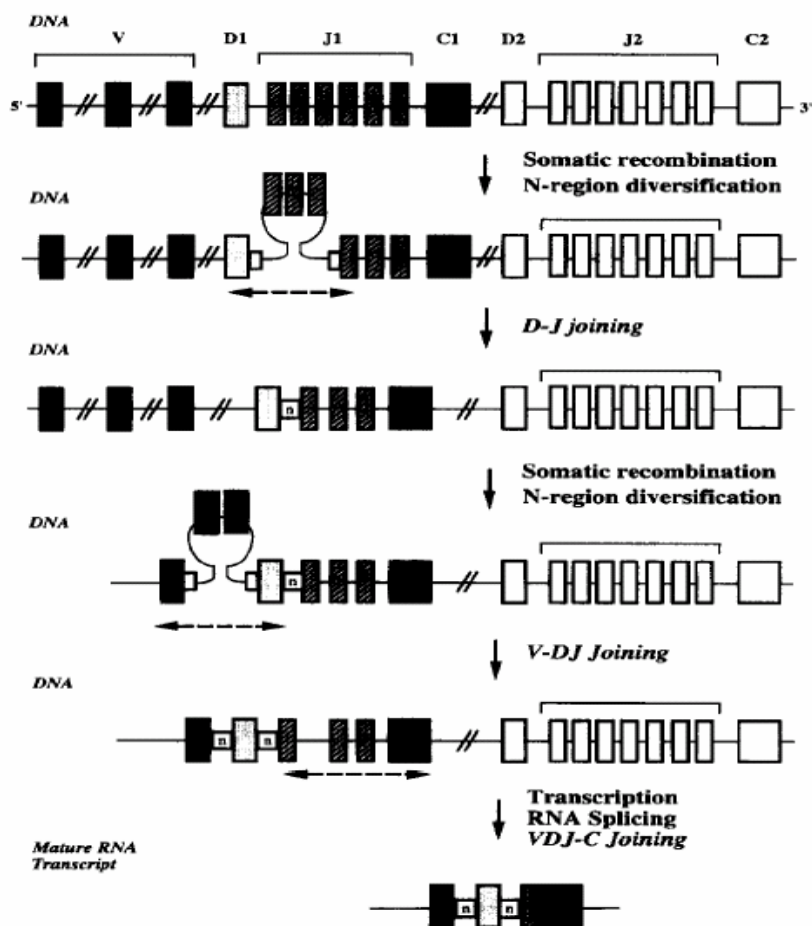 DNA
V D1 J1 C1 D2 J2 C2
5' 3'
Somatic recombination
N-region diversification
DNA
D-J joining
DNA
n
Somatic recombination
N-region diversification
DNA
n
V-DJ Joining
DNA
n n
Transcription
RNA Splicing
VDJ-C Joining
Mature RNA
Transcript
n n